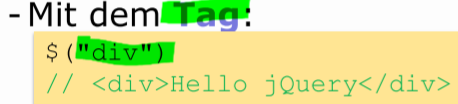 - Mit dem Tag:
$("div")
// <div>Hello jQuery</div>